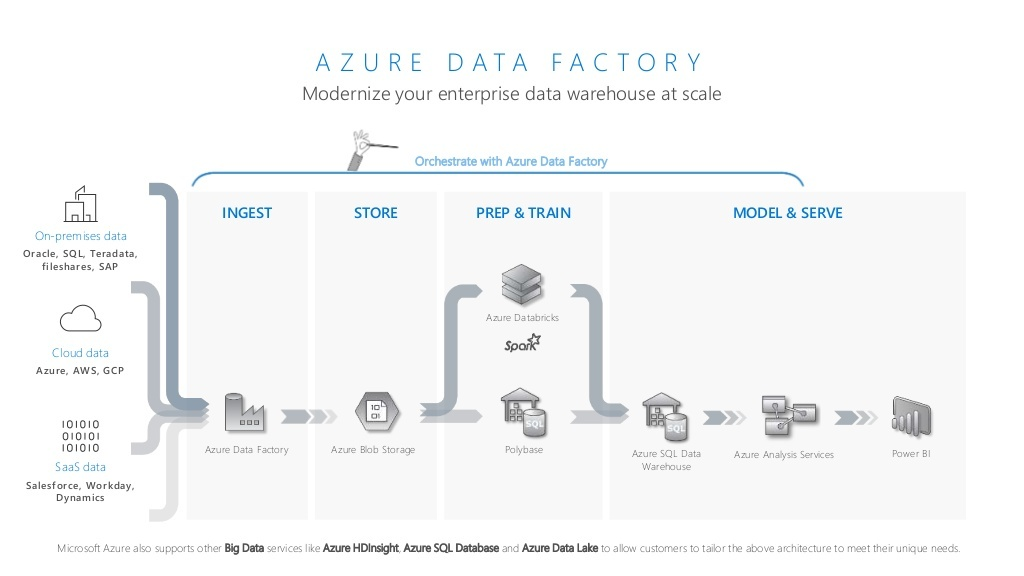 AZURE DATA FACTORY
Modernize your enterprise data warehouse at scale
Orchestrate with Azure Data Factory
INGEST
STORE
PREP & TRAIN
MODEL & SERVE
On-premises data
Oracle, SQL, Teradata,
fileshares, SAP
Cloud data
Azure, AWS, GCP
101010
010101
101010
SaaS data
Salesforce, Workday,
Dynamics
Azure Data Factory
10
01
Azure Blob Storage
Azure Databricks
Spark
SQL
Polybase
SQL
Azure SQL Data
Warehouse
Azure Analysis Services
Power BI
Microsoft Azure also supports other Big Data services like Azure HDInsight, Azure SQL Database and Azure Data Lake to allow customers to tailor the above architecture to meet their unique needs.